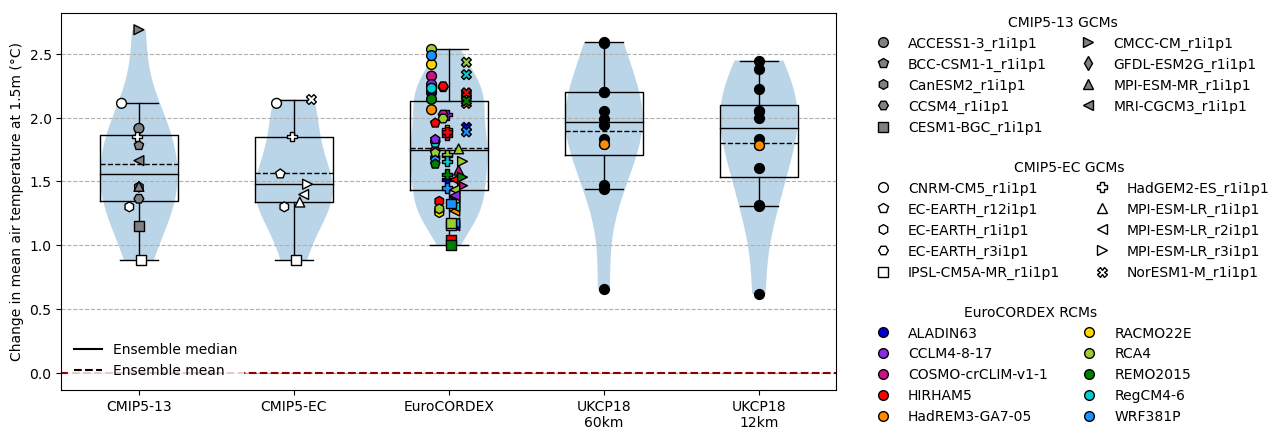 Change in mean air temperature at 1.5m (°C)
2.5
2.0
1.5
1.0
0.5
0.0
Ensemble median
Ensemble mean
CMIP5-13
CMIP5-EC
EuroCORDEX
UKCP18
60km
UKCP18
12km
CMIP5-13 GCMs
ACCESS1-3_r1i1p1
BCC-CSM1-1_r1i1p1
CanESM2_r1i1p1
CCSM4_r1i1p1
CESM1-BGC_r1i1p1
CMCC-CM_r1i1p1
GFDL-ESM2G_r1i1p1
MPI-ESM-MR_r1i1p1
MRI-CGCM3_r1i1p1
CMIP5-EC GCMs
CNRM-CM5_r1i1p1
EC-EARTH_r12i1p1
EC-EARTH_r1i1p1
EC-EARTH_r3i1p1
IPSL-CM5A-MR_r1i1p1
HadGEM2-ES_r1i1p1
MPI-ESM-LR_r1i1p1
MPI-ESM-LR_r2i1p1
MPI-ESM-LR_r3i1p1
NorESM1-M_r1i1p1
EuroCORDEX RCMs
ALADIN63
CCLM4-8-17
COSMO-crCLIM-v1-1
HIRHAM5
HadREM3-GA7-05
RACMO22E
RCA4
REMO2015
RegCM4-6
WRF381P